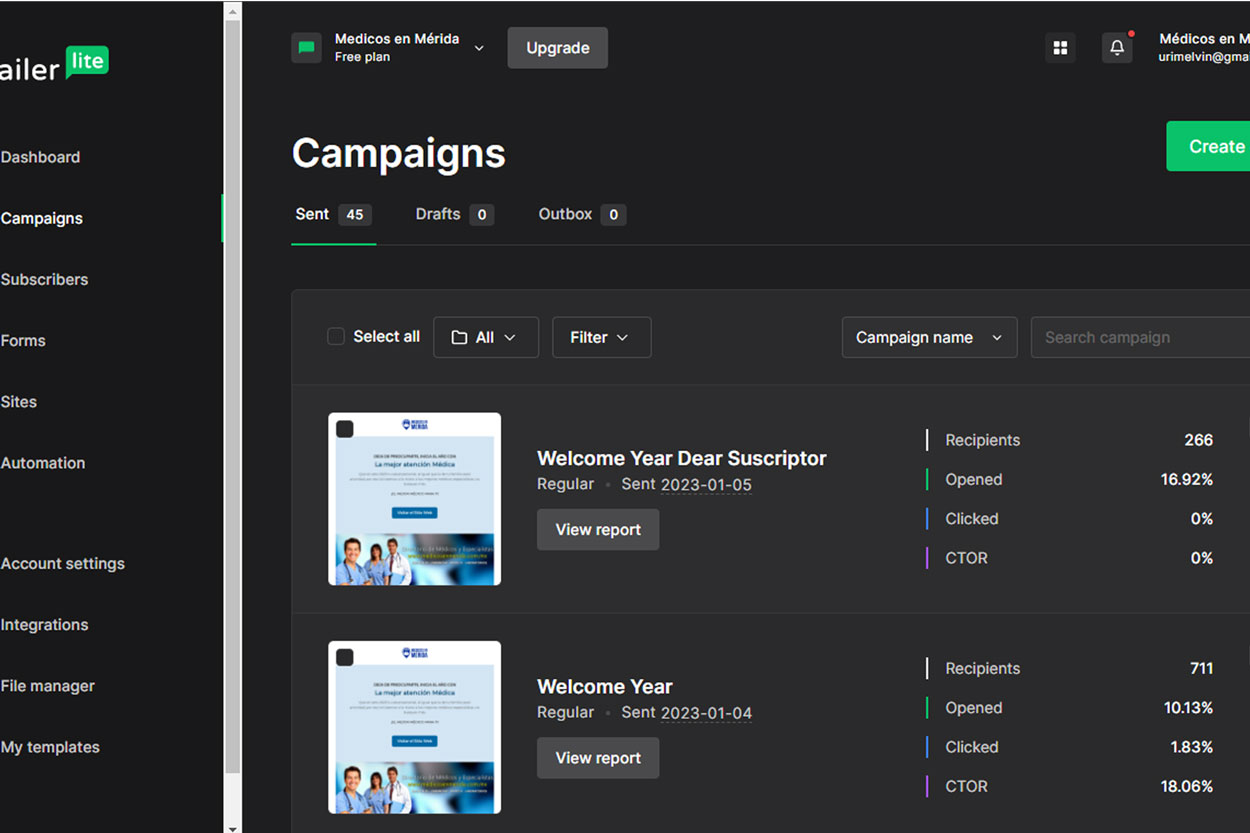 ailer lite
Dashboard
Campaigns
Subscribers
Forms
Sites
Automation
Account settings
Integrations
File manager
My templates
Medicos en Mérida
Free plan
Upgrade
Médicos en M
urimelvin@gma
Campaigns
Create
Sent 45 Drafts 0 Outbox 0
Select all All Filter Campaign name Search campaign
MÉRIDA
La mejor atención Médica
Welcome Year Dear Suscriptor
Regular • Sent 2023-01-05
View report
Recipients 266
Opened 16.92%
Clicked 0%
CTOR 0%
MÉRIDA
La mejor atención Médica
Welcome Year
Regular • Sent 2023-01-04
View report
Recipients 711
Opened 10.13%
Clicked 1.83%
CTOR 18.06%